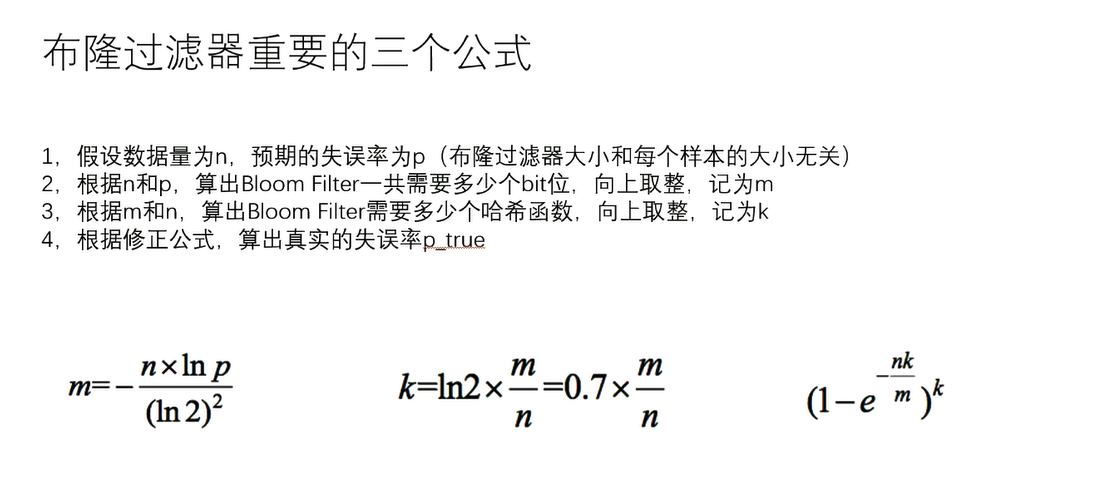 布隆过滤器重要的三个公式
1，假设数据量为n，预期的失误率为p（布隆过滤器大小和每个样本的大小无关）
2，根据n和p，算出Bloom Filter一共需要多少个bit位，向上取整，记为m
3，根据m和n，算出Bloom Filter需要多少个哈希函数，向上取整，记为k
4，根据修正公式，算出真实的失误率p_true
m=-\frac{n×ln p}{(ln 2)^2}
k=ln2×\frac{m}{n}=0.7×\frac{m}{n}
(1-e^{-\frac{nk}{m}})^k